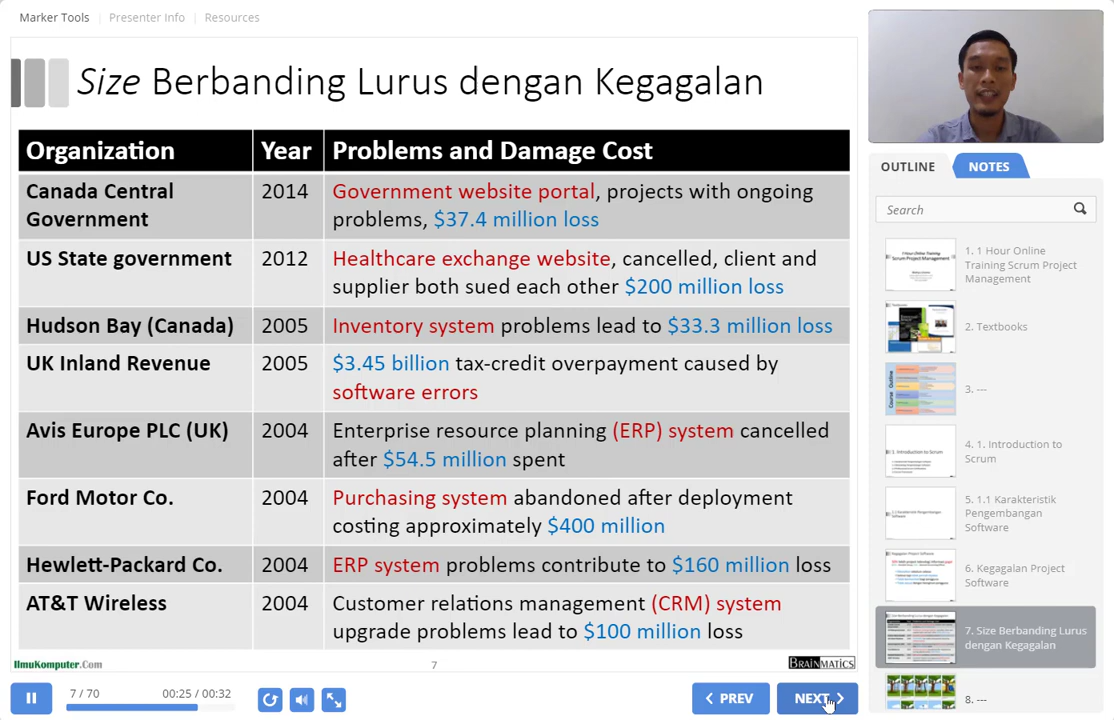 Marker Tools
Presenter Info
Resources
Size Berbanding Lurus dengan Kegagalan
Organization Year Problems and Damage Cost
Canada Central Government 2014 Government website portal, projects with ongoing problems, $37.4 million loss
US State government 2012 Healthcare exchange website, cancelled, client and supplier both sued each other $200 million loss
Hudson Bay (Canada) 2005 Inventory system problems lead to $33.3 million loss
UK Inland Revenue 2005 $3.45 billion tax-credit overpayment caused by software errors
Avis Europe PLC (UK) 2004 Enterprise resource planning (ERP) system cancelled after $54.5 million spent
Ford Motor Co. 2004 Purchasing system abandoned after deployment costing approximately $400 million
Hewlett-Packard Co. 2004 ERP system problems contribute to $160 million loss
AT&T Wireless 2004 Customer relations management (CRM) system upgrade problems lead to $100 million loss
IlmuKomputer.Com
7
BRAINMATICS
7 / 70
00:25 / 00:32
PREV
NEXT
OUTLINE
NOTES
Search
1. 1 Hour Online
Training Scrum Project
Management
2. Textbooks
3. ---
4. 1. Introduction to
Scrum
5. 1.1 Karakteristik
Pengembangan
Software
6. Kegagalan Project
Software
7. Size Berbanding Lurus
dengan Kegagalan
8. ---